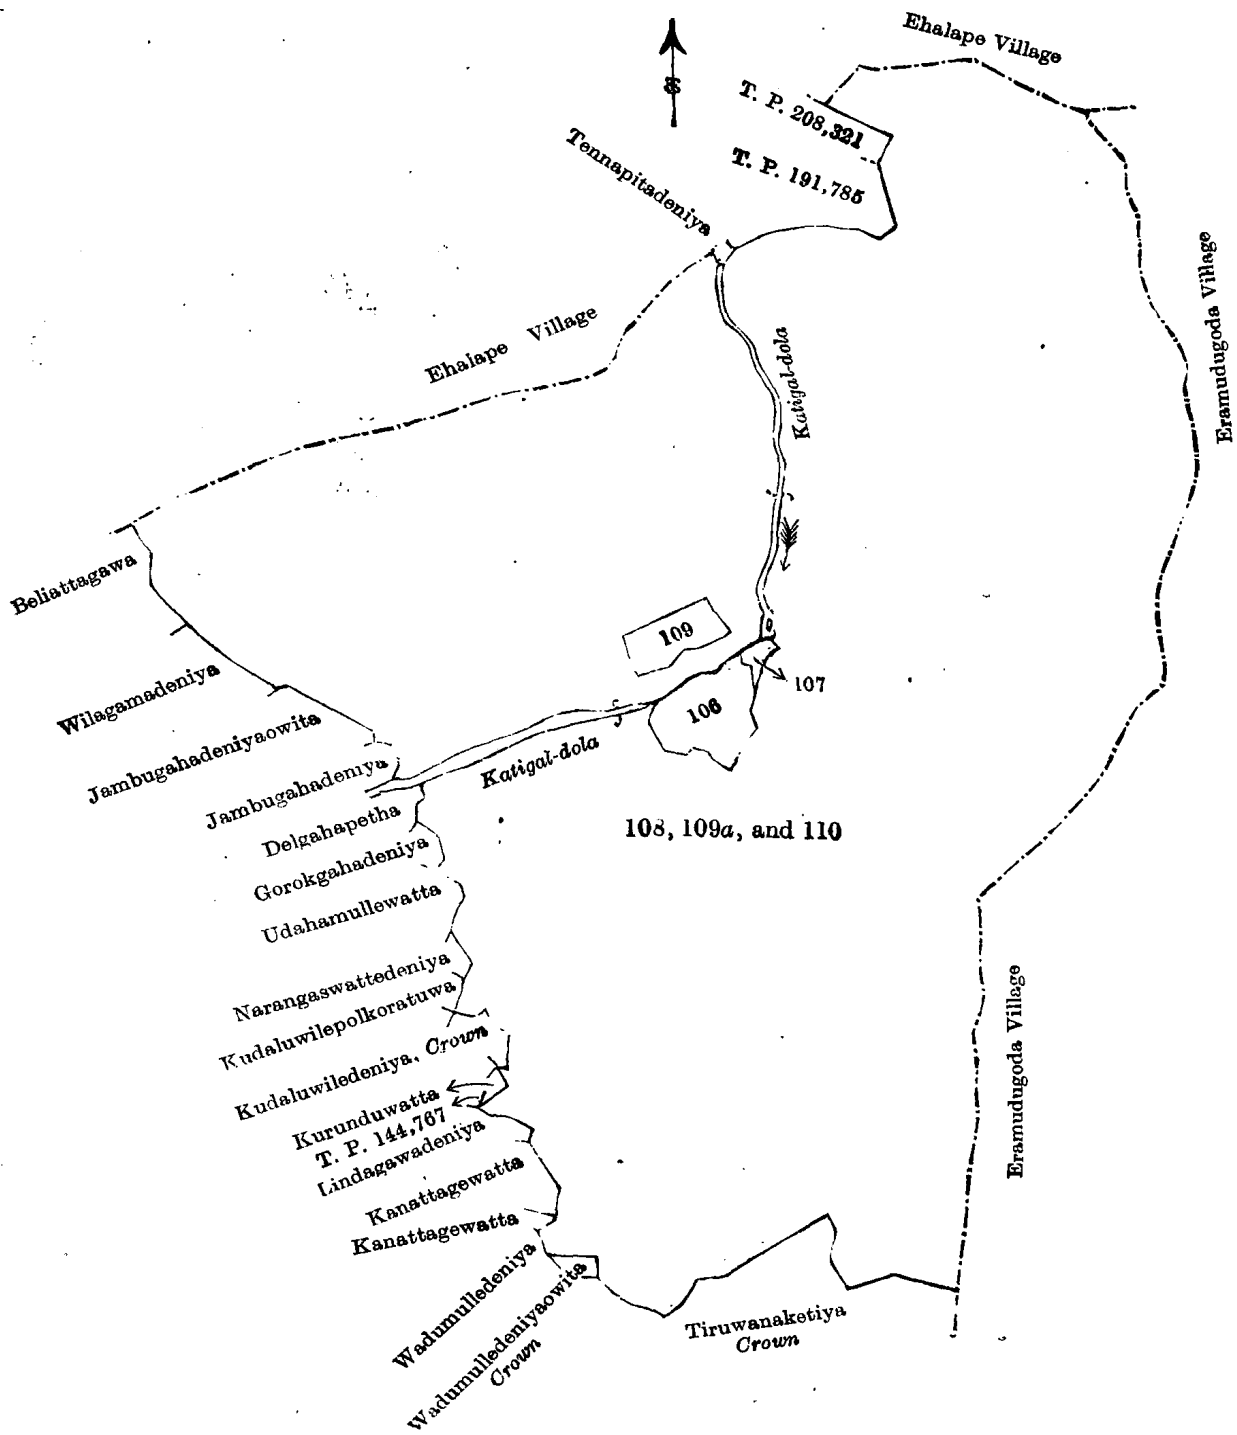 Ehalape Village
T. P. 208,321
T. P. 191,785
Tennapitadeniya
Eramudugoda Village
Ehalape Village
Katigal-dola
Beliattagawa
109
107
106
Wilagamadeniya
Jambugahadeniyaowita
Katigal-dola
Jambugahadeniya
Delgahapetha
108, 109a, and 110
Gorokgahadeniya
Udahamullewatta
Narangaswattedeniya
Kudaluwilepolkoratuwa
Kudaluwiledeniya, Crown
Eramudugoda Village
Kurunduwatta
T. P. 144,767
Lindagawadeniya
Kanattagewatta
Kanattagewatta
Wadumulledeniya
Wadumulledeniyaowita
Crown
Tiruwanaketiya
Crown